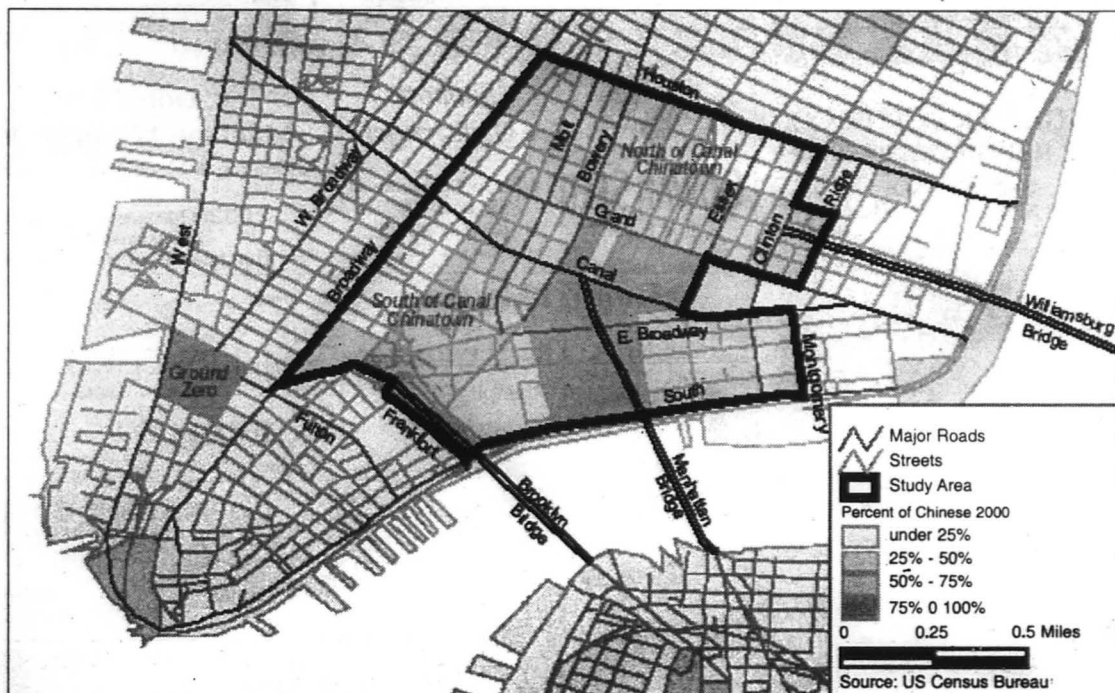 Houston
Mott
Bowery
North of Canal
Chinatown
Essex
Ridge
Clinton
W. Broadway
West
Broadway
Grand
Canal
South of Canal
Chinatown
E. Broadway
Montgomery
Williamsburg
Bridge
Ground
Zero
South
Fulton
Frankfort
Brooklyn
Bridge
Manhattan
Bridge
Major Roads
Streets
Study Area
Percent of Chinese 2000
under 25%
25% - 50%
50% - 75%
75% 0 100%
0 0.25 0.5 Miles
Source: US Census Bureau